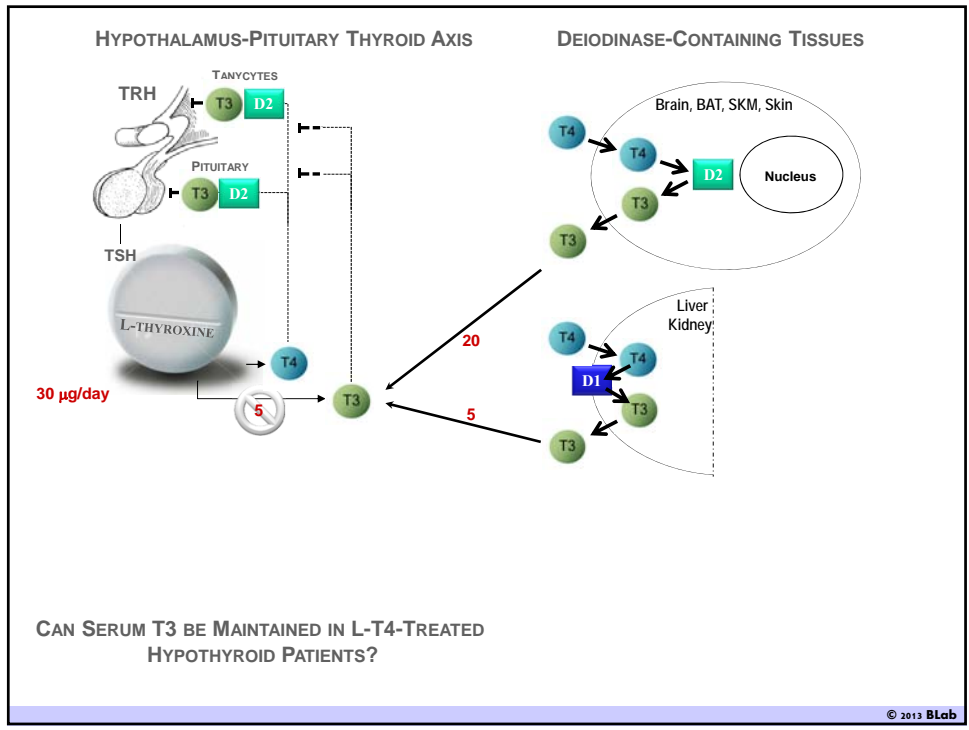 HYPOTHALAMUS-PITUITARY THYROID AXIS
DEIODINASE-CONTAINING TISSUES
TANYCTES
TRH
T3
D2
PITUITARY
T3
D2
TSH
L-THYROXINE
T4
30 μg/day
5
T3
Brain, BAT, SKM, Skin
T4
T4
D2
Nucleus
T3
T3
20
Liver
Kidney
T4
T4
D1
T3
5
T3
CAN SERUM T3 BE MAINTAINED IN L-T4-TREATED
HYPOTHYROID PATIENTS?
© 2013 BLab